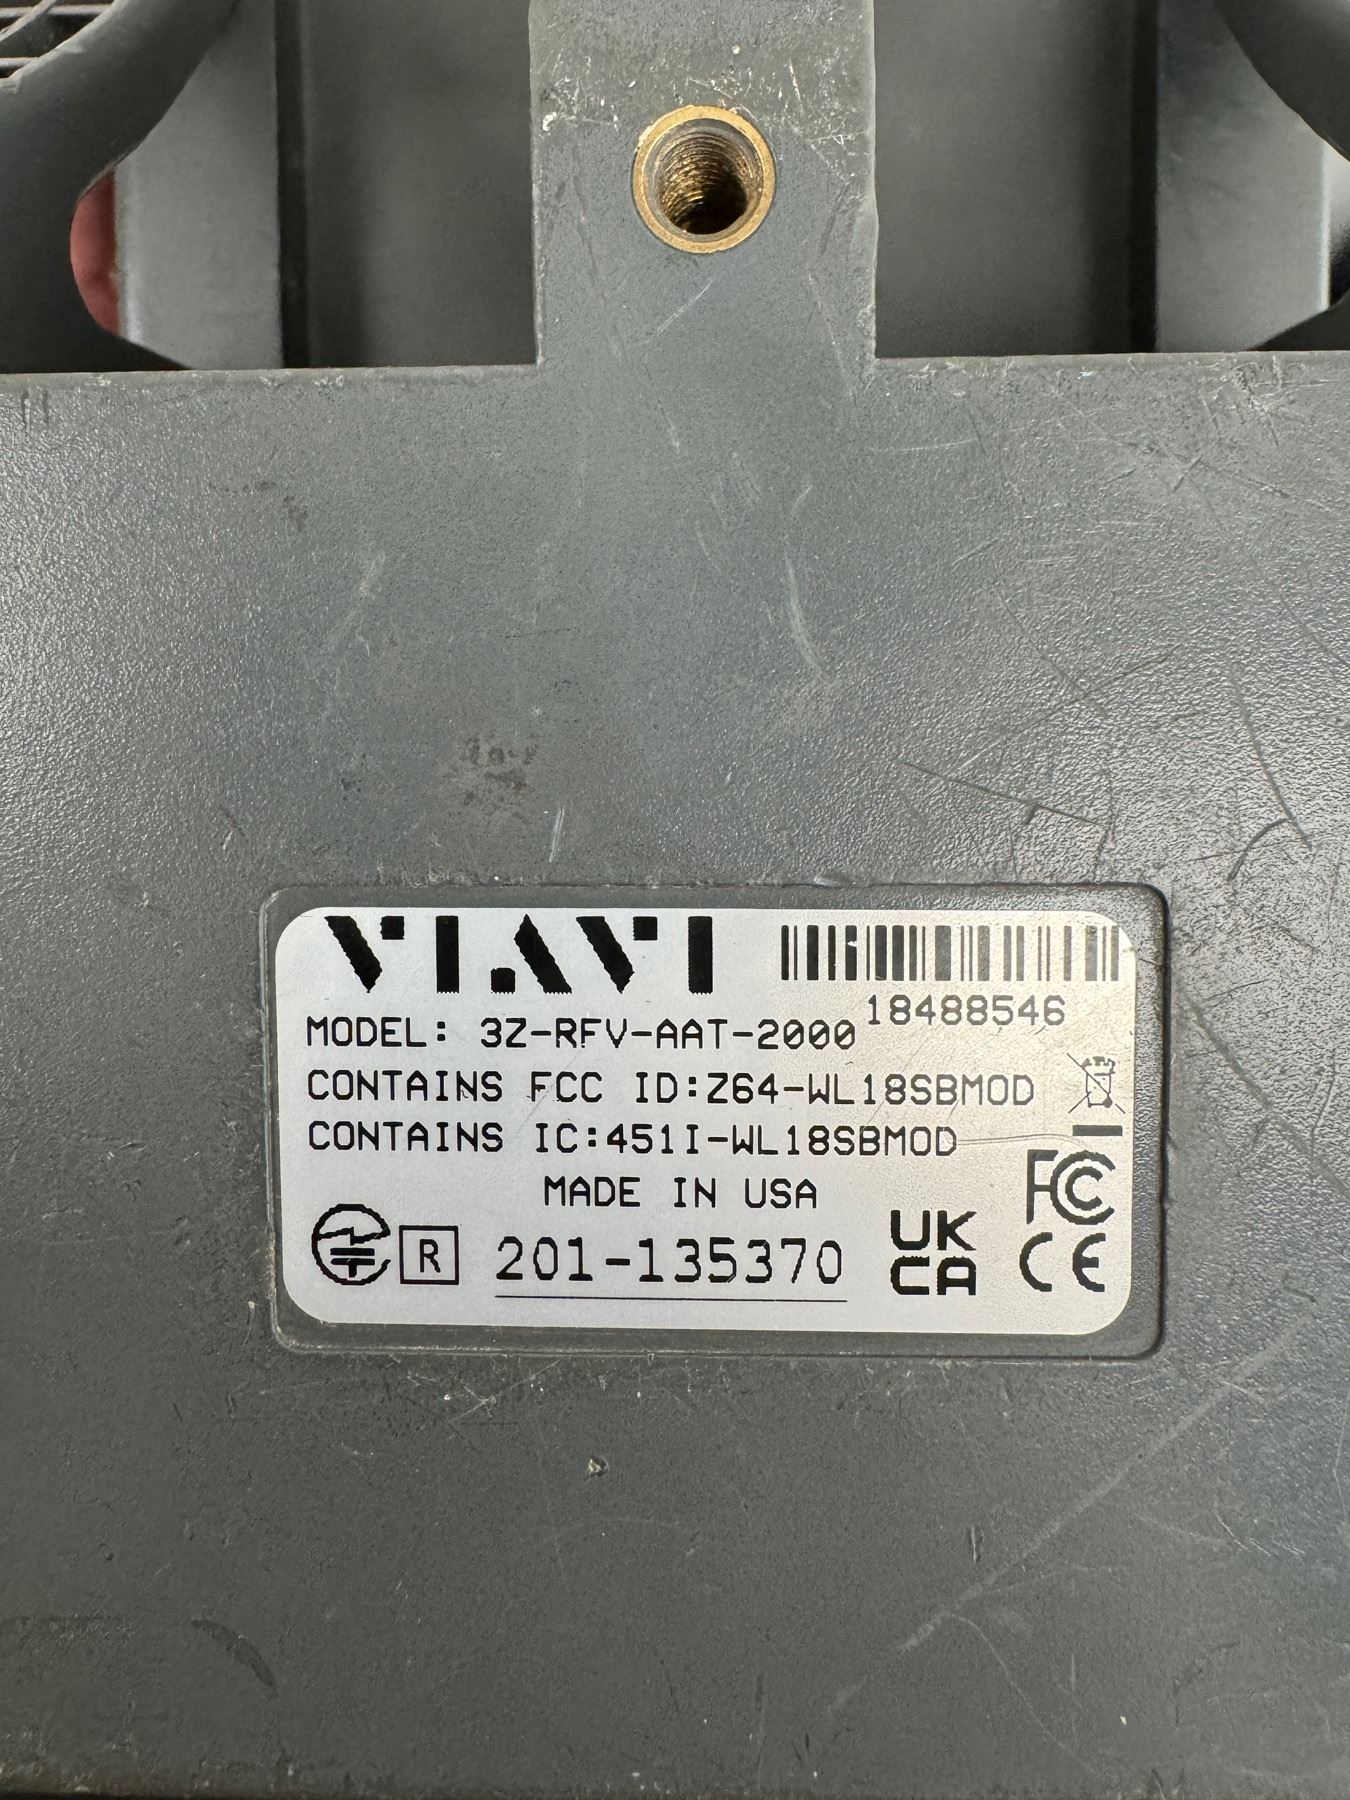 VIAVI
18488546
MODEL: 3Z-RFV-AAT-2000
CONTAINS FCC ID:Z64-WL18SBMOD
CONTAINS IC:451I-WL18SBMOD
MADE IN USA
FC
R 201-135370 UK CA CE